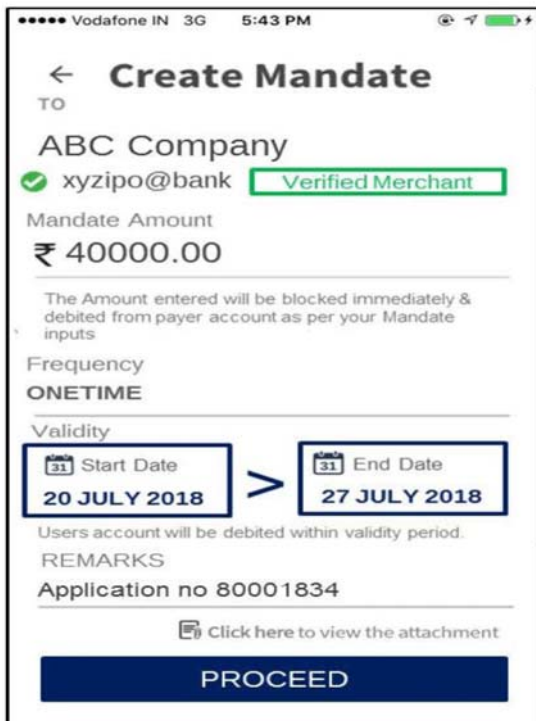 Vodafone IN 3G 5:43 PM
Create Mandate
TO
ABC Company
xyzipo@bank Verified Merchant
Mandate Amount
₹ 40000.00
The Amount entered will be blocked immediately &
debited from payer account as per your Mandate
inputs
Frequency
ONETIME
Validity
31 Start Date > 31 End Date
20 JULY 2018 27 JULY 2018
Users account will be debited within validity period.
REMARKS
Application no 80001834
Click here to view the attachment
PROCEED